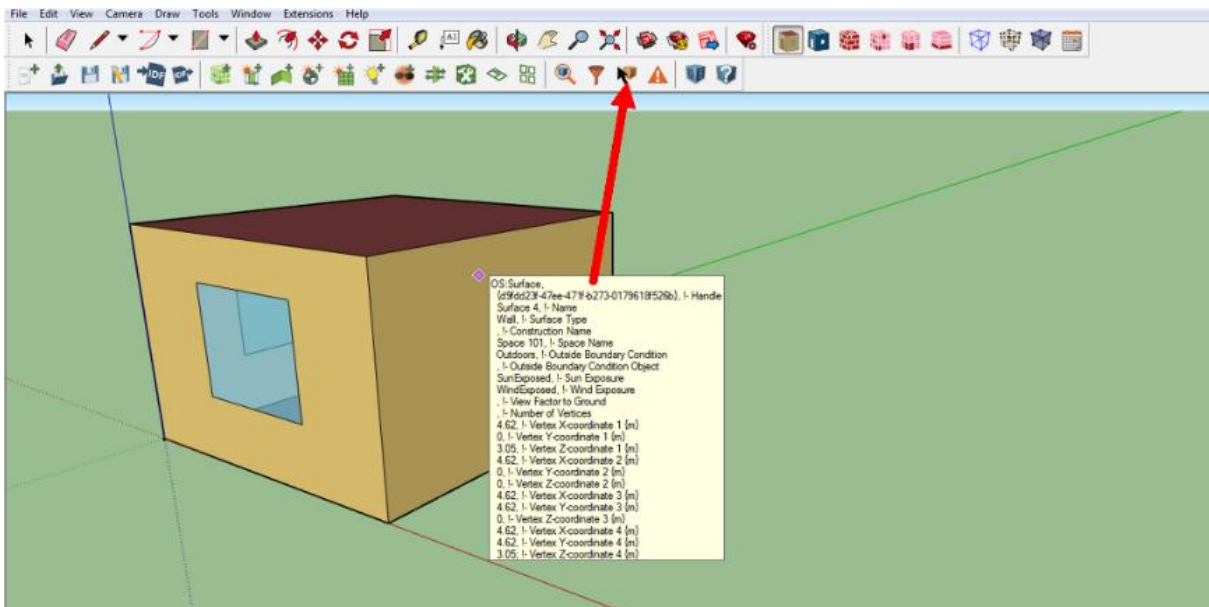 File Edit View Camera Draw Tools Window Extensions Help
A1
IDF IDF
OS:Surface,
{d9fdd23f-47ee-471f-b273-0179618f526b}, !- Handle
Surface 4, !- Name
Wall, !- Surface Type
, !- Construction Name
Space 101, !- Space Name
Outdoors, !- Outside Boundary Condition
, !- Outside Boundary Condition Object
SunExposed, !- Sun Exposure
WindExposed, !- Wind Exposure
, !- View Factor to Ground
, !- Number of Vertices
4.62, !- Vertex X-coordinate 1 {m}
0, !- Vertex Y-coordinate 1 {m}
3.05, !- Vertex Z-coordinate 1 {m}
4.62, !- Vertex X-coordinate 2 {m}
0, !- Vertex Y-coordinate 2 {m}
0, !- Vertex Z-coordinate 2 {m}
4.62, !- Vertex X-coordinate 3 {m}
4.62, !- Vertex Y-coordinate 3 {m}
0, !- Vertex Z-coordinate 3 {m}
4.62, !- Vertex X-coordinate 4 {m}
4.62, !- Vertex Y-coordinate 4 {m}
3.05; !- Vertex Z-coordinate 4 {m}